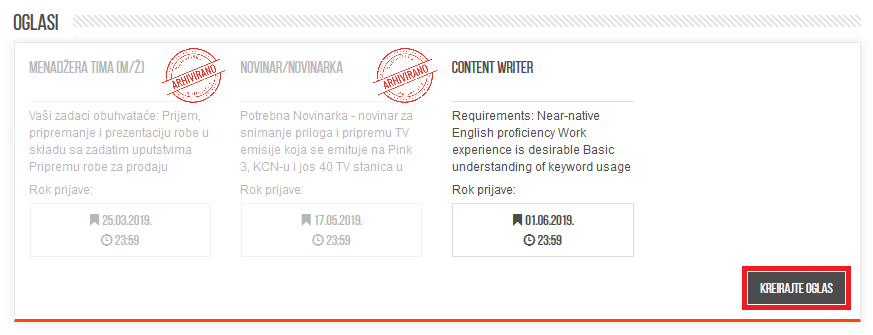 OGLASI
MENADŽERA TIMA (M/Ž)
ARHIVIRANO
Vaši zadaci obuhvataće: Prijem,
pripremanje i prezentaciju robe u
skladu sa zadatim uputstvima
Pripremu robe za prodaju
Rok prijave:
25.03.2019.
23:59
NOVINAR/NOVINARKA
ARHIVIRANO
Potrebna Novinarka - novinar za
snimanje priloga i pripremu TV
emisije koja se emituje na Pink
3, KCN-u i jos 40 TV stanica u
Rok prijave:
17.05.2019.
23:59
CONTENT WRITER
Requirements: Near-native
English proficiency Work
experience is desirable Basic
understanding of keyword usage
Rok prijave:
01.06.2019.
23:59
KREIRAJTE OGLAS